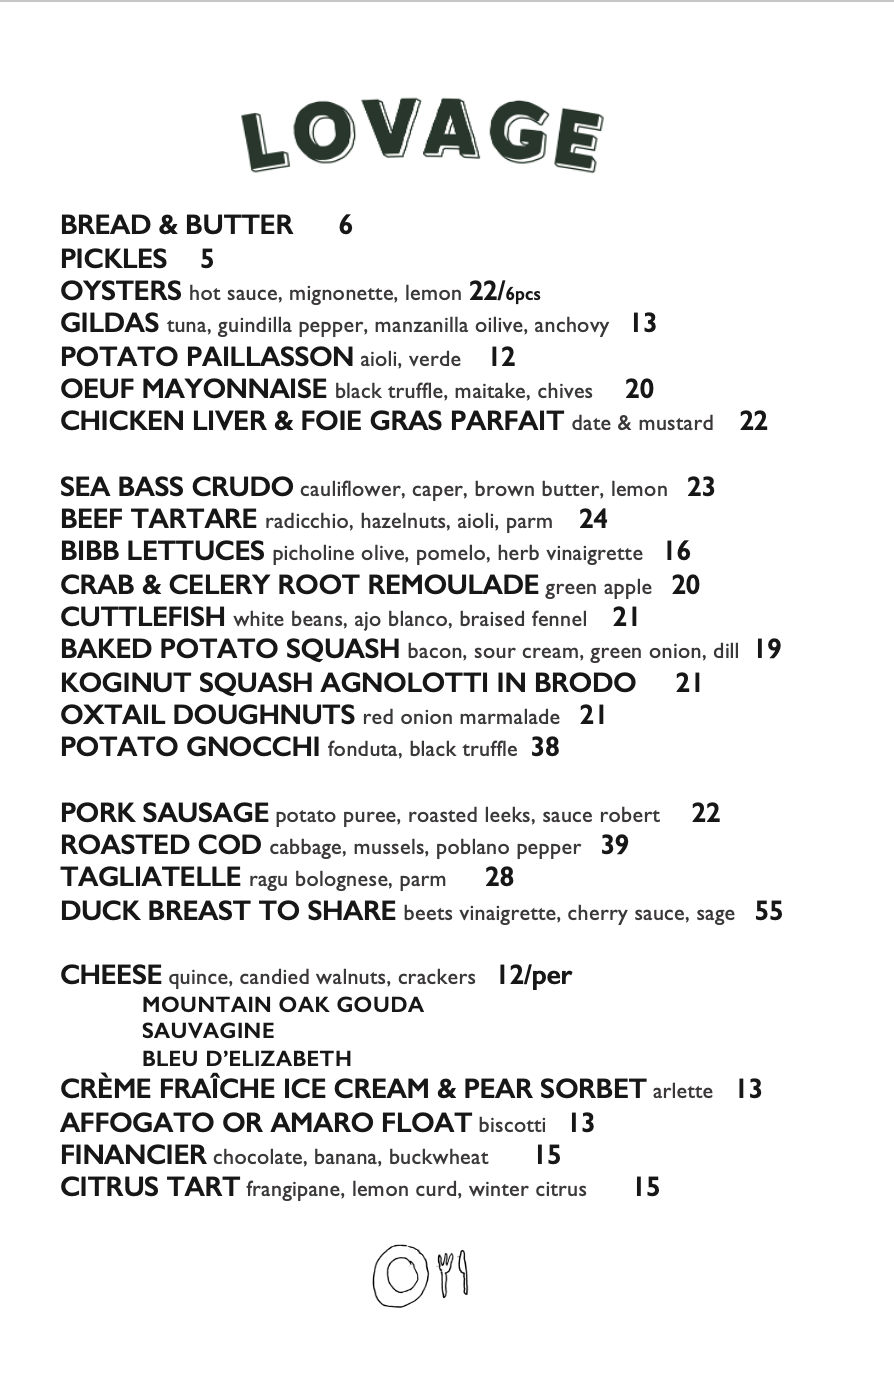 LOVAGE
BREAD & BUTTER 6
PICKLES 5
OYSTERS hot sauce, mignonette, lemon 22/6pcs
GILDAS tuna, guindilla pepper, manzanilla oilive, anchovy 13
POTATO PAILLASSON aioli, verde 12
OEUF MAYONNAISE black truffle, maitake, chives 20
CHICKEN LIVER & FOIE GRAS PARFAIT date & mustard 22
SEA BASS CRUDO cauliflower, caper, brown butter, lemon 23
BEEF TARTARE radicchio, hazelnuts, aioli, parm 24
BIBB LETTUCES picholine olive, pomelo, herb vinaigrette 16
CRAB & CELERY ROOT REMOULADE green apple 20
CUTTLEFISH white beans, ajo blanco, braised fennel 21
BAKED POTATO SQUASH bacon, sour cream, green onion, dill 19
KOGINUT SQUASH AGNOLOTTI IN BRODO 21
OXTAIL DOUGHNUTS red onion marmalade 21
POTATO GNOCCHI fonduta, black truffle 38
PORK SAUSAGE potato puree, roasted leeks, sauce robert 22
ROASTED COD cabbage, mussels, poblano pepper 39
TAGLIATELLE ragu bolognese, parm 28
DUCK BREAST TO SHARE beets vinaigrette, cherry sauce, sage 55
CHEESE quince, candied walnuts, crackers 12/per
MOUNTAIN OAK GOUDA
SAUVAGINE
BLEU D'ELIZABETH
CRÈME FRAÎCHE ICE CREAM & PEAR SORBET arlette 13
AFFOGATO OR AMARO FLOAT biscotti 13
FINANCIER chocolate, banana, buckwheat 15
CITRUS TART frangipane, lemon curd, winter citrus 15